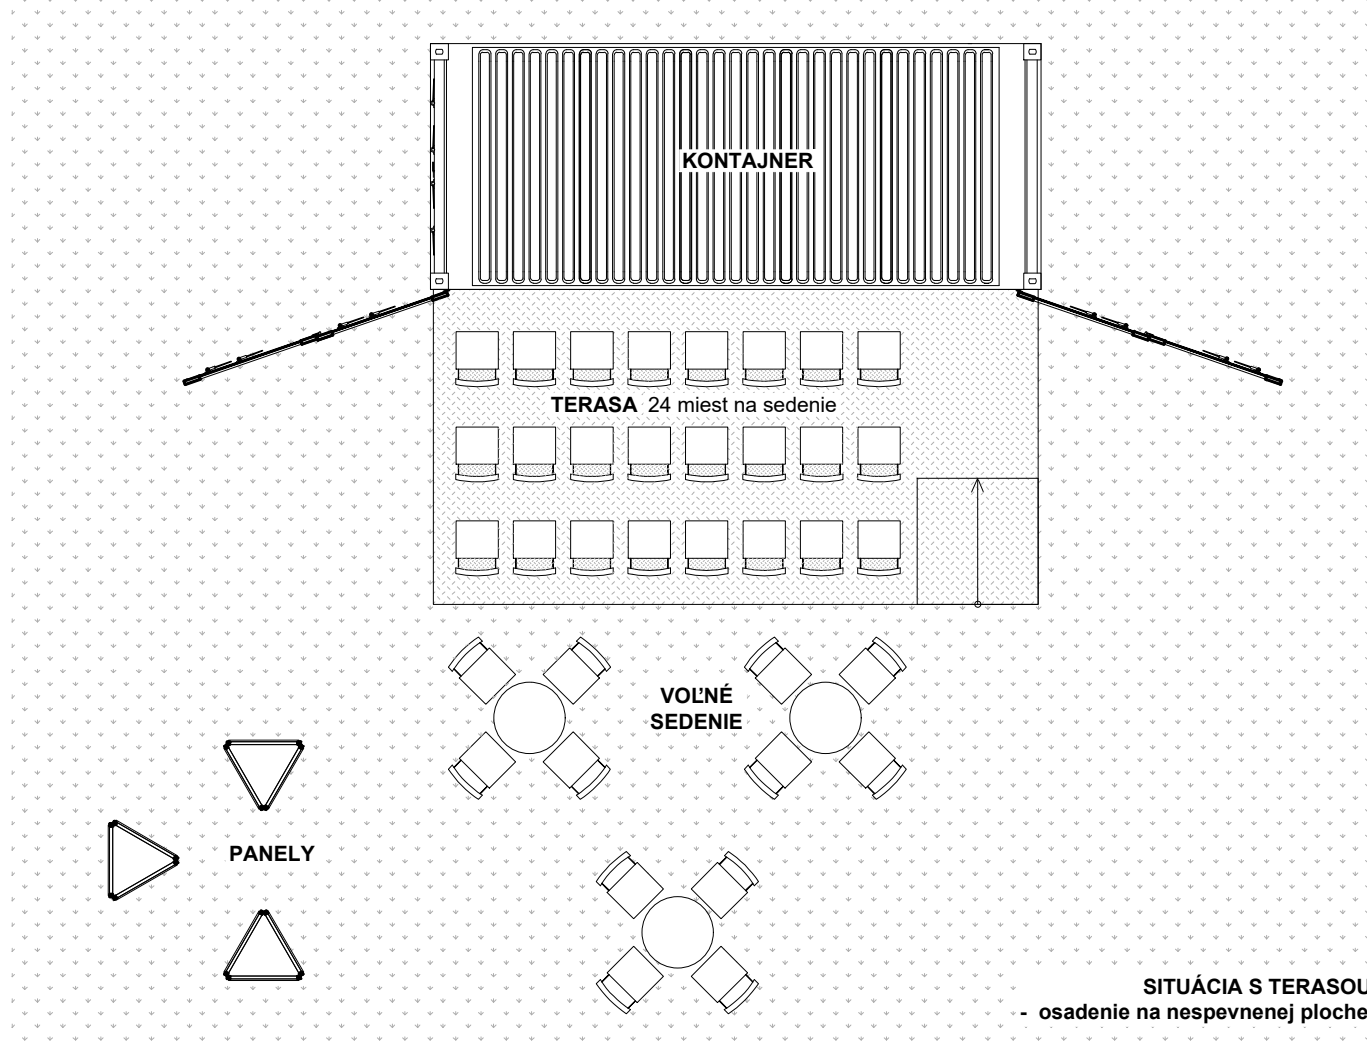 KONTAJNER
TERASA 24 miest na sedenie
VOĽNÉ
SEDENIE
PANELY
SITUÁCIA S TERASOU
- osadenie na nespevnenej ploche